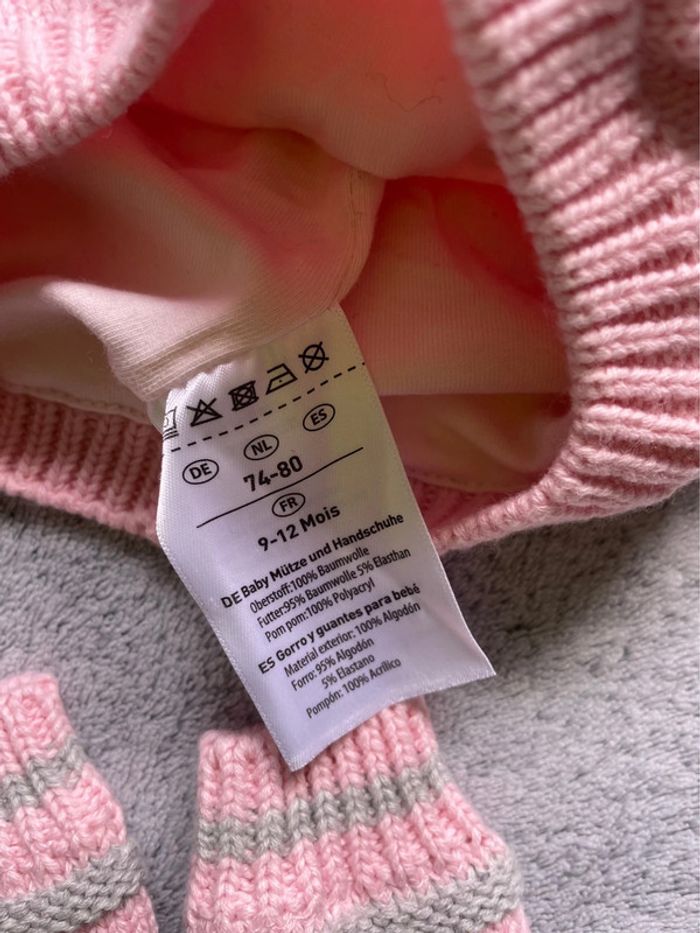 DE NL ES
74-80
FR
9-12 Mois
DE Baby Mütze und Handschuhe
Oberstoff:100% Baumwolle
Futter:95% Baumwolle 5% Elasthan
Pom pom:100% Polyacryl
ES Gorro y guantes para bebé
Material exterior: 100% Algodón
Forro: 95% Algodón
5% Elastano
Pompón: 100% Acrílico